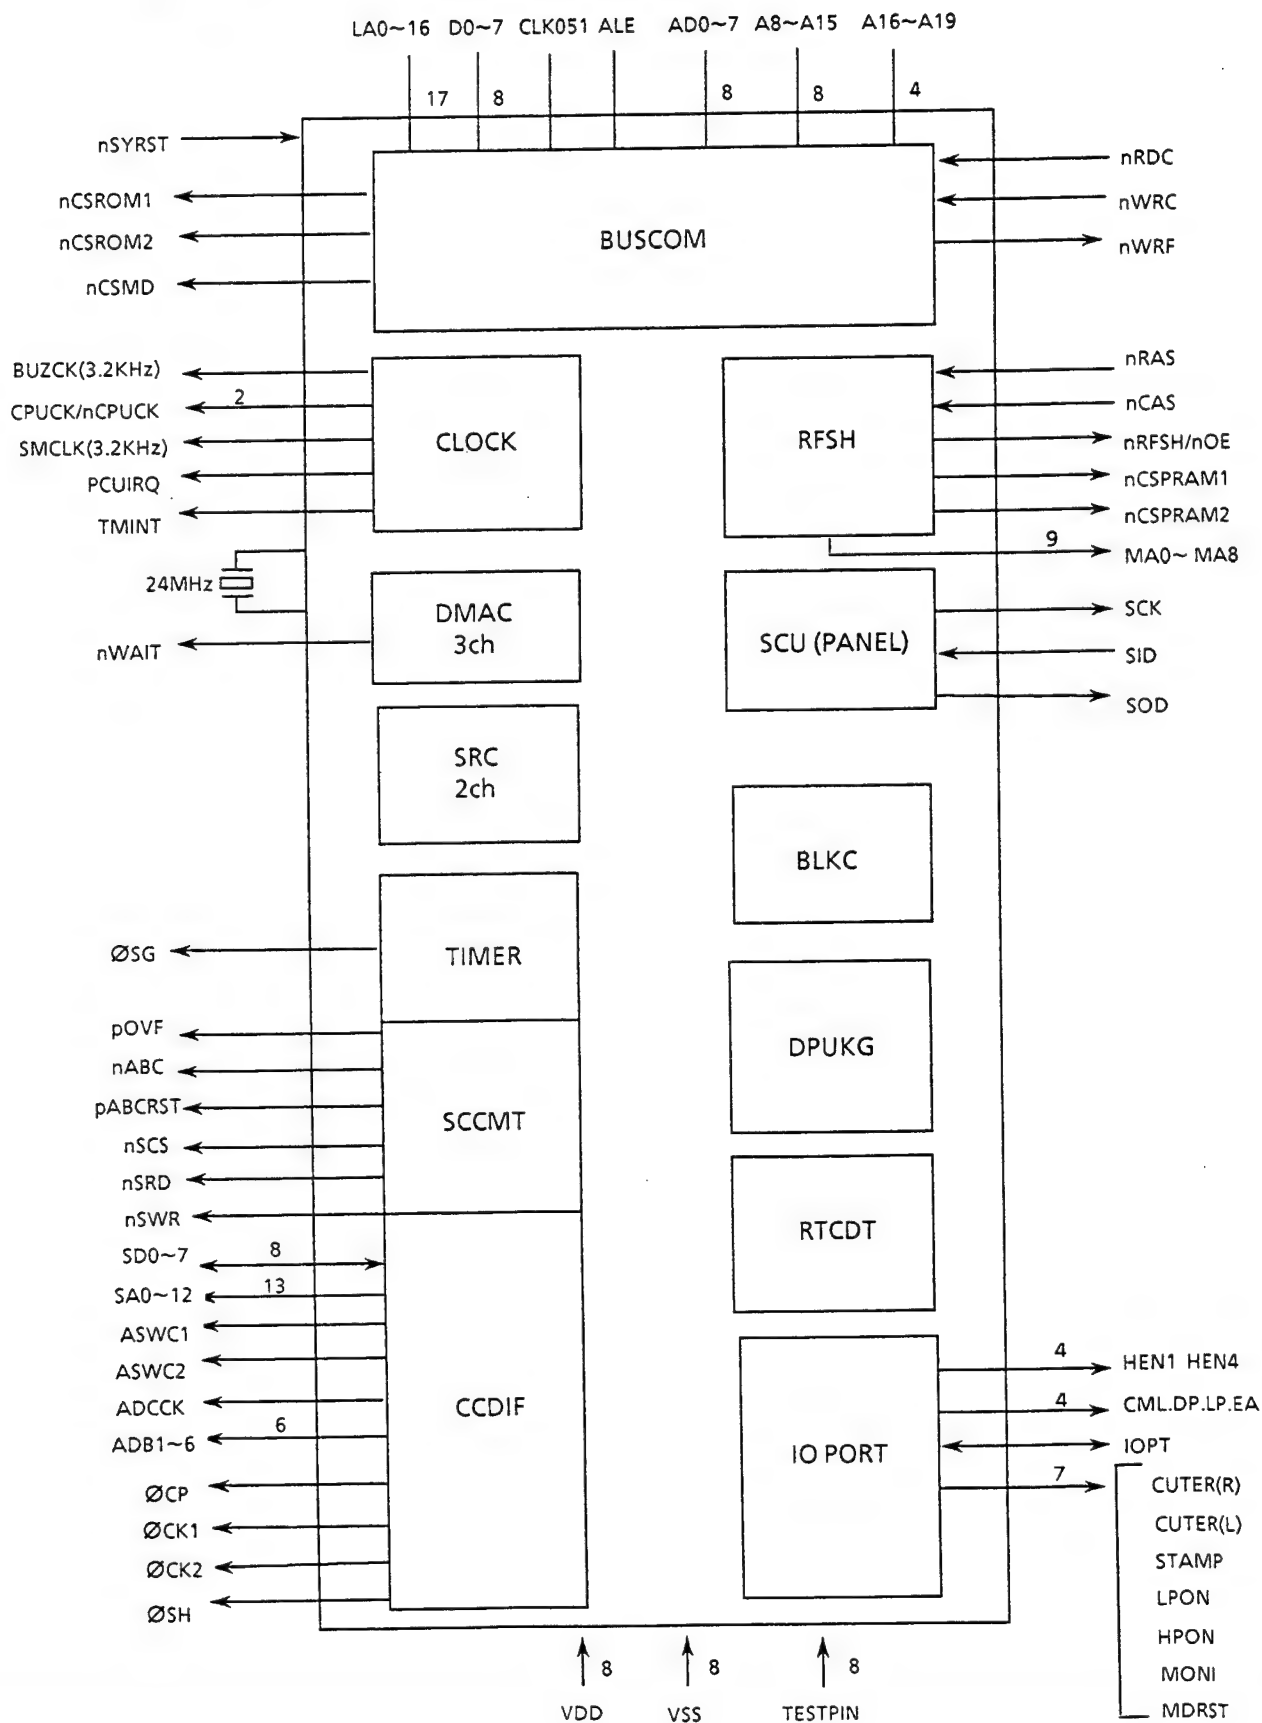 LA0~16 D0~7 CLK051 ALE AD0~7 A8~A15 A16~A19
17 8 8 8 4
nSYRST
nCSROM1
nCSROM2
nCSMD
BUSCOM
nRDC
nWRC
nWRF
BUZCK(3.2KHz)
2
CPUCK/nCPUCK
SMCLK(3.2KHz)
PCUIRQ
TMINT
CLOCK
RFSH
nRAS
nCAS
nRFSH/nOE
nCSPRAM1
nCSPRAM2
9
MA0~ MA8
24MHz
nWAIT
DMAC
3ch
SCU (PANEL)
SCK
SID
SOD
SRC
2ch
BLKC
ØSG
TIMER
DPUKG
pOVF
nABC
pABCRST
nSCS
nSRD
nSWR
SCCMT
RTCDT
SD0~7
8
SA0~12
13
ASWC1
ASWC2
ADCCK
ADB1~6
6
ØCP
ØCK1
ØCK2
ØSH
CCDIF
IO PORT
4
HEN1 HEN4
4
CML.DP.LP.EA
IOPT
7
CUTER(R)
CUTER(L)
STAMP
LPON
HPON
MONI
MDRST
8 8 8
VDD VSS TESTPIN